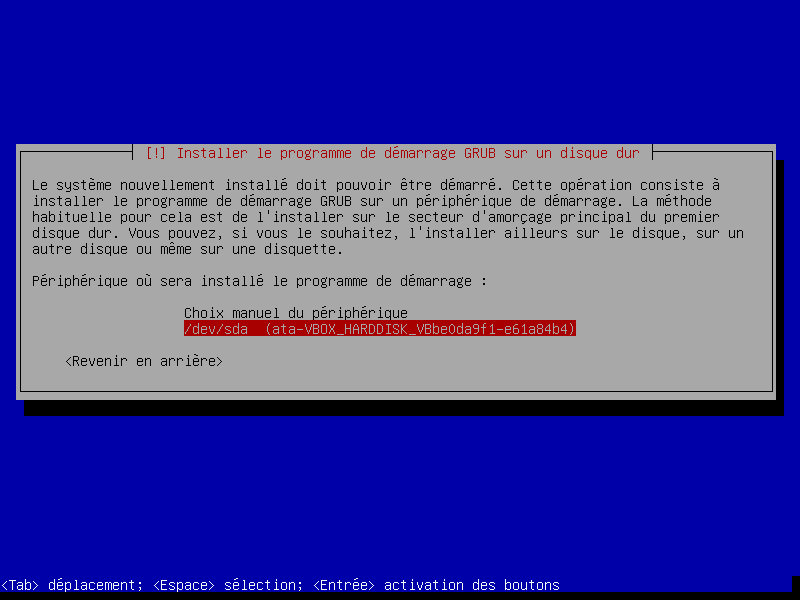 [!] Installer le programme de démarrage GRUB sur un disque dur
Le système nouvellement installé doit pouvoir être démarré. Cette opération consiste à
installer le programme de démarrage GRUB sur un périphérique de démarrage. La méthode
habituelle pour cela est de l'installer sur le secteur d'amorçage principal du premier
disque dur. Vous pouvez, si vous le souhaitez, l'installer ailleurs sur le disque, sur un
autre disque ou même sur une disquette.
Périphérique où sera installé le programme de démarrage :
Choix manuel du périphérique
/dev/sda  (ata-VBOX_HARDDISK_VBbe0da9f1-e61a84b4)
<Revenir en arrière>
<Tab> déplacement; <Espace> sélection; <Entrée> activation des boutons